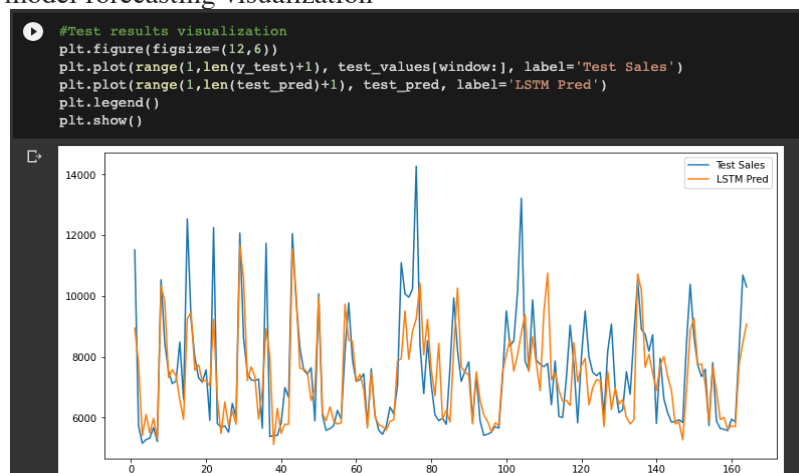 model forecasting visualization
#Test results visualization
plt.figure(figsize=(12,6))
plt.plot(range(1,len(y_test)+1), test_values[window:], label='Test Sales')
plt.plot(range(1,len(test_pred)+1), test_pred, label='LSTM Pred')
plt.legend()
plt.show()
Test Sales
LSTM Pred
14000
12000
10000
8000
6000
0 20 40 60 80 100 120 140 160